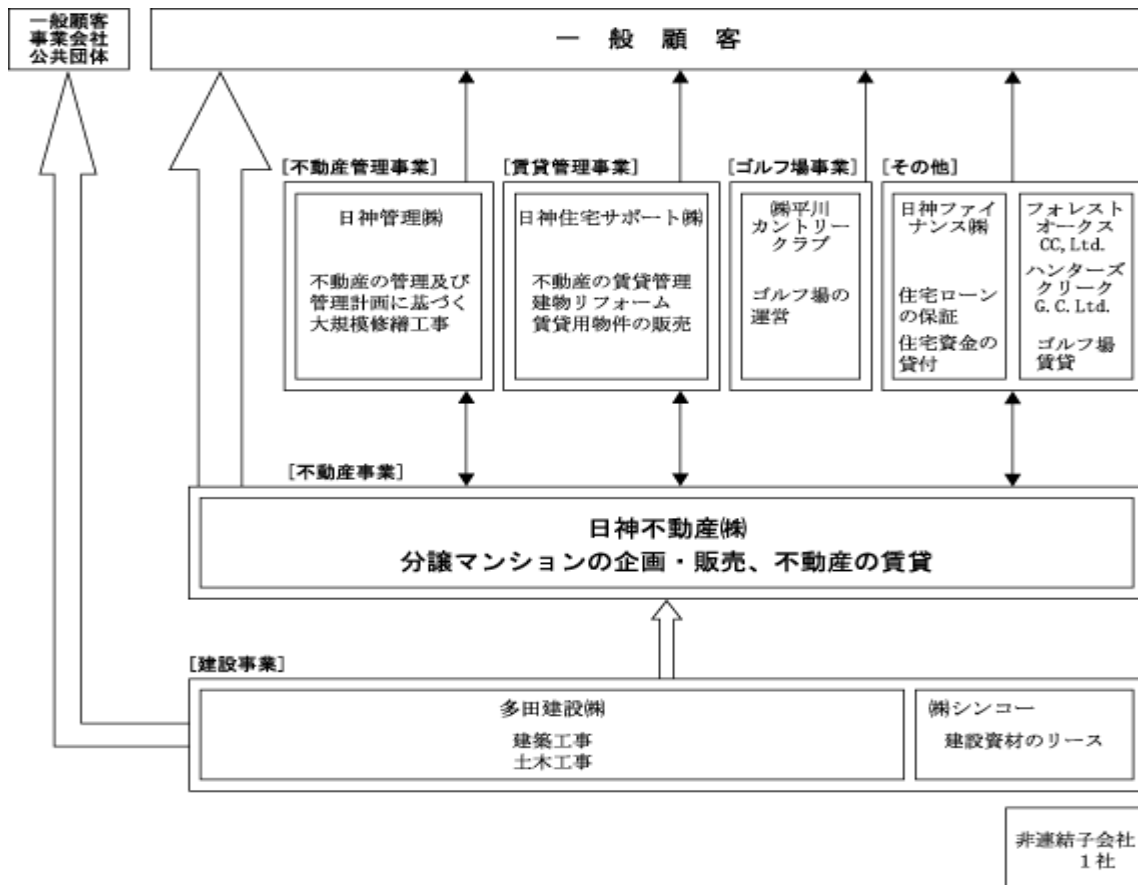 一般顧客
事業会社
公共団体
一般顧客
[不動産管理事業]
日神管理㈱
不動産の管理及び
管理計画に基づく
大規模修繕工事
[賃貸管理事業]
日神住宅サポート㈱
不動産の賃貸管理
建物リフォーム
賃貸用物件の販売
[ゴルフ場事業]
㈱平川
カントリー
クラブ
ゴルフ場の
運営
[その他]
日神ファイ
ナンス㈱
住宅ローン
の保証
住宅資金の
貸付
フォレスト
オークス
CC, Ltd.
ハンターズ
クリーク
G. C. Ltd.
ゴルフ場
賃貸
[不動産事業]
日神不動産㈱
分譲マンションの企画・販売、不動産の賃貸
[建設事業]
多田建設㈱
建築工事
土木工事
㈱シンコー
建設資材のリース
非連結子会社
1社